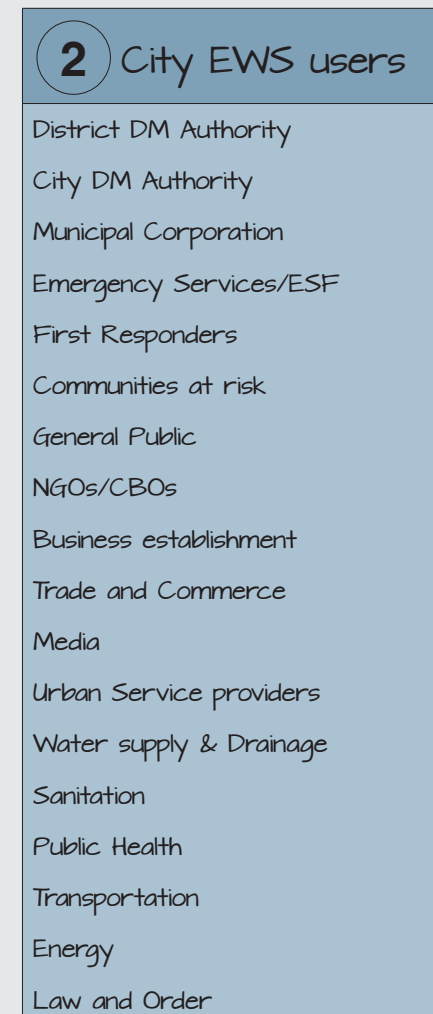 2 City EWS users
District DM Authority
City DM Authority
Municipal Corporation
Emergency Services/ESF
First Responders
Communities at risk
General Public
NGOs/CBOs
Business establishment
Trade and Commerce
Media
Urban Service providers
Water supply & Drainage
Sanitation
Public Health
Transportation
Energy
Law and Order